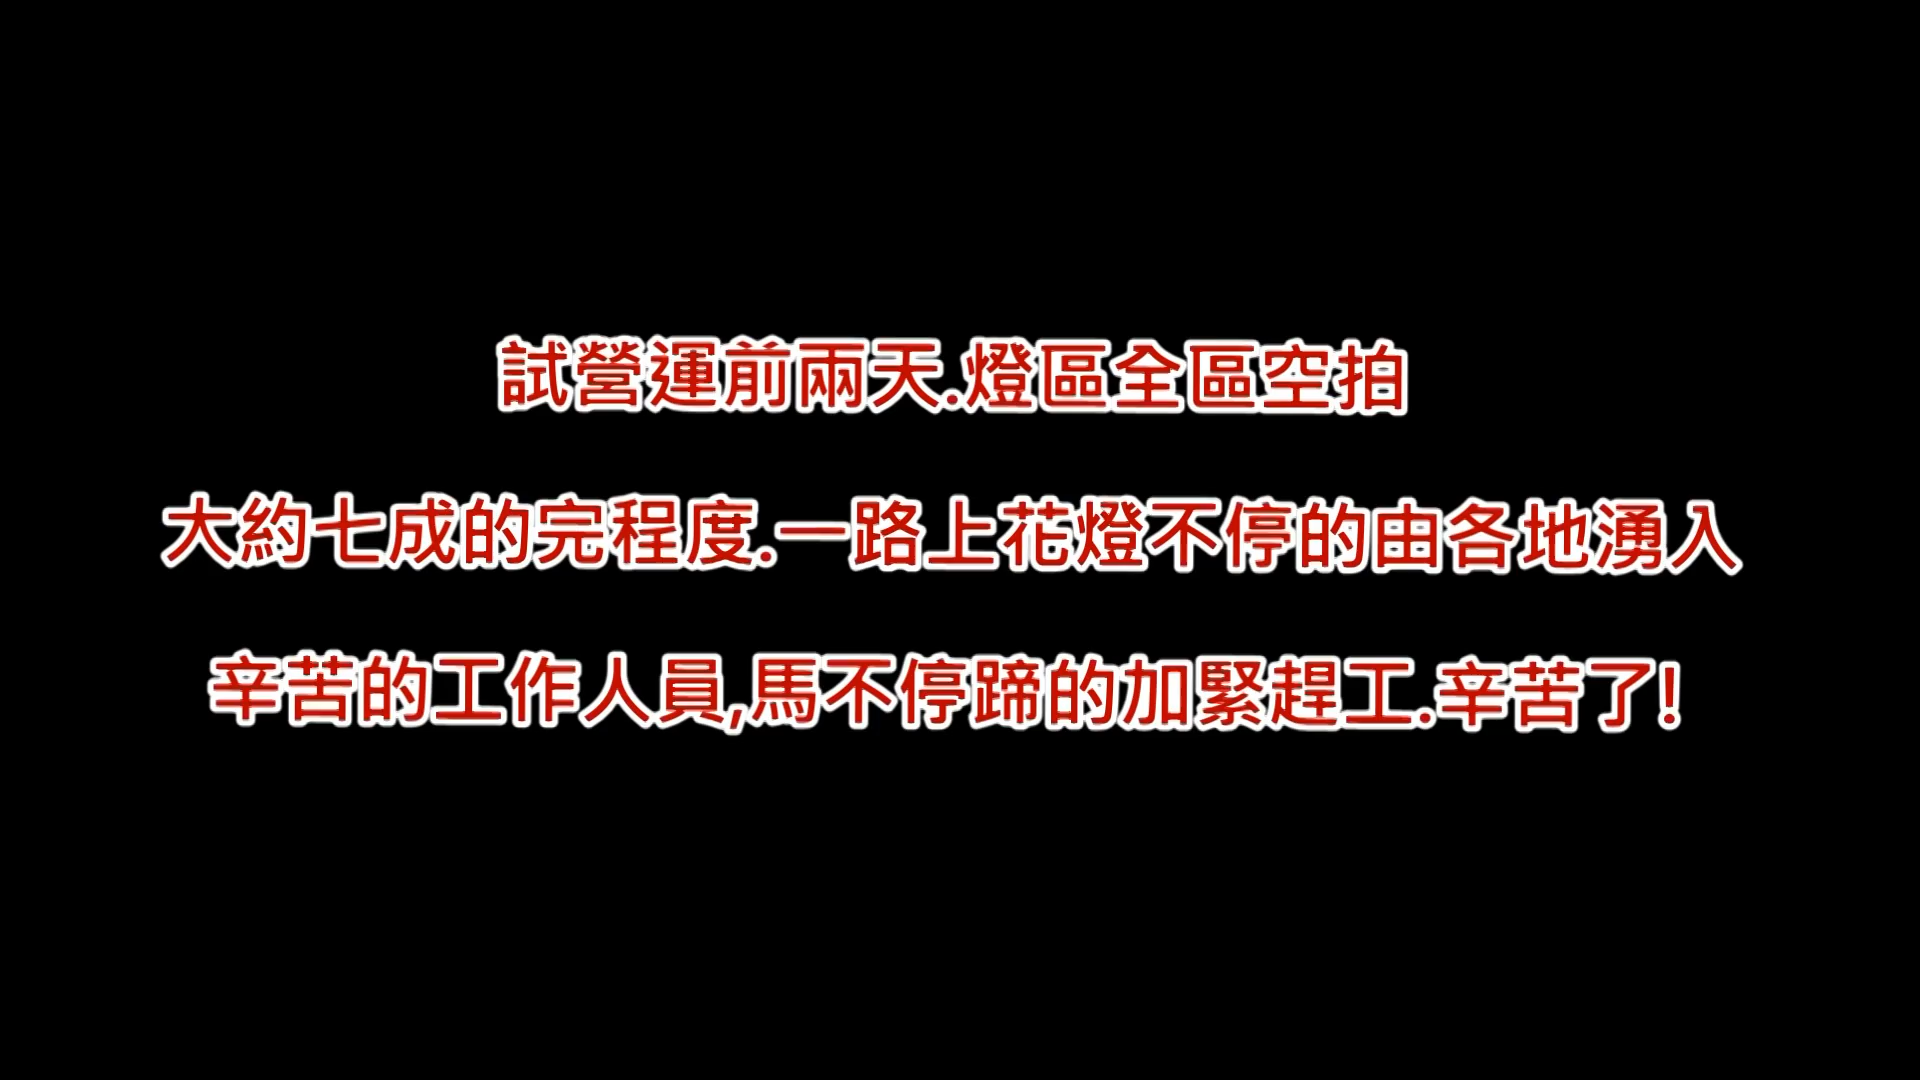 試營運前兩天.燈區全區空拍
大約七成的完程度.一路上花燈不停的由各地湧入
辛苦的工作人員,馬不停蹄的加緊趕工.辛苦了!